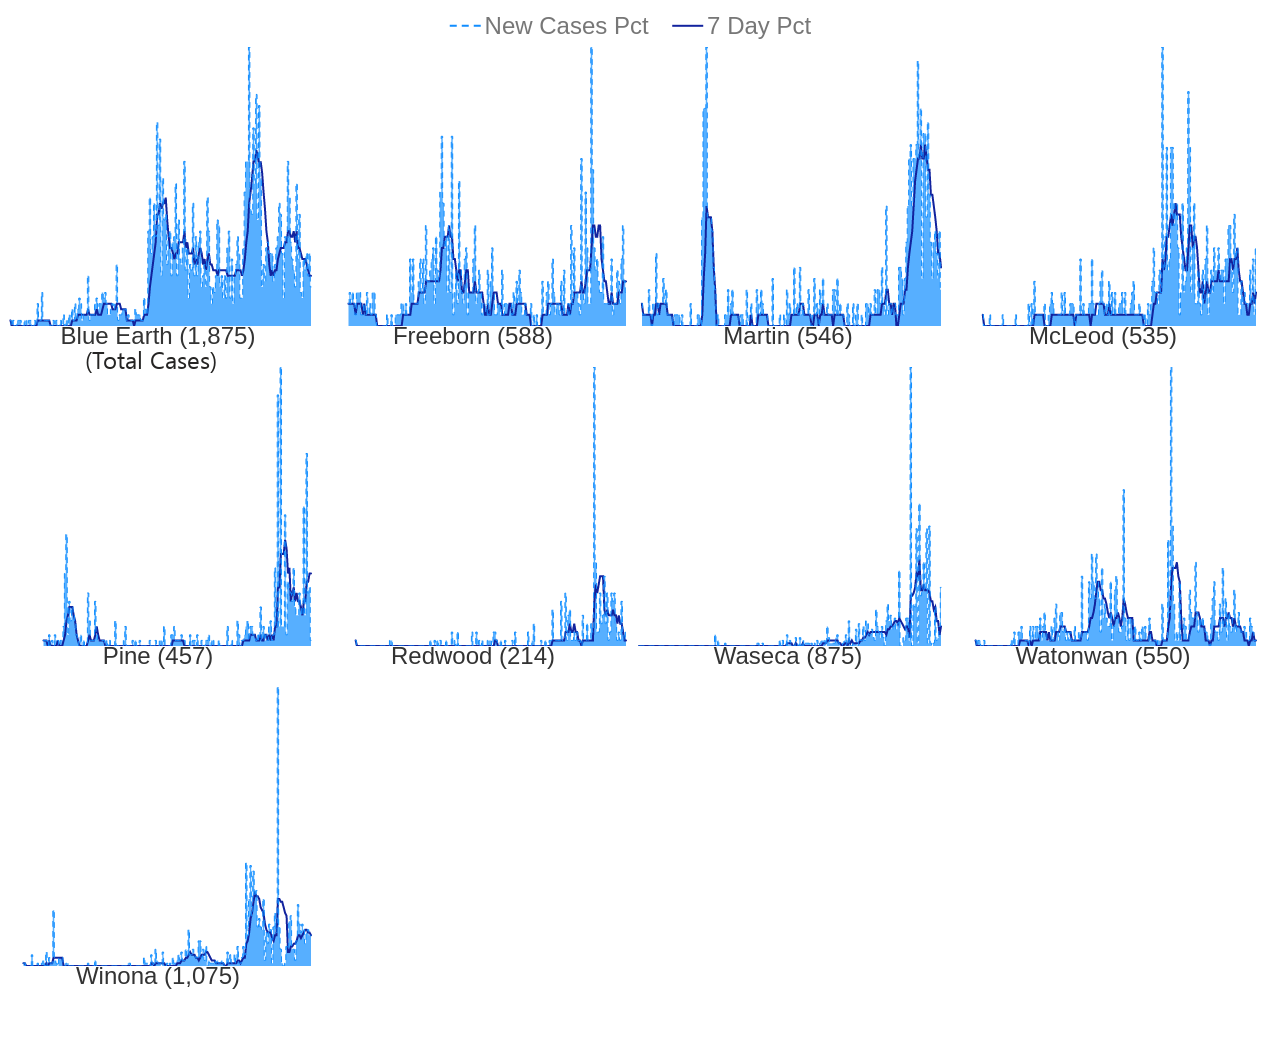 New Cases Pct 7 Day Pct
Blue Earth (1,875) Freeborn (588) Martin (546) McLeod (535)
(Total Cases)
Pine (457) Redwood (214) Waseca (875) Watonwan (550)
Winona (1,075)